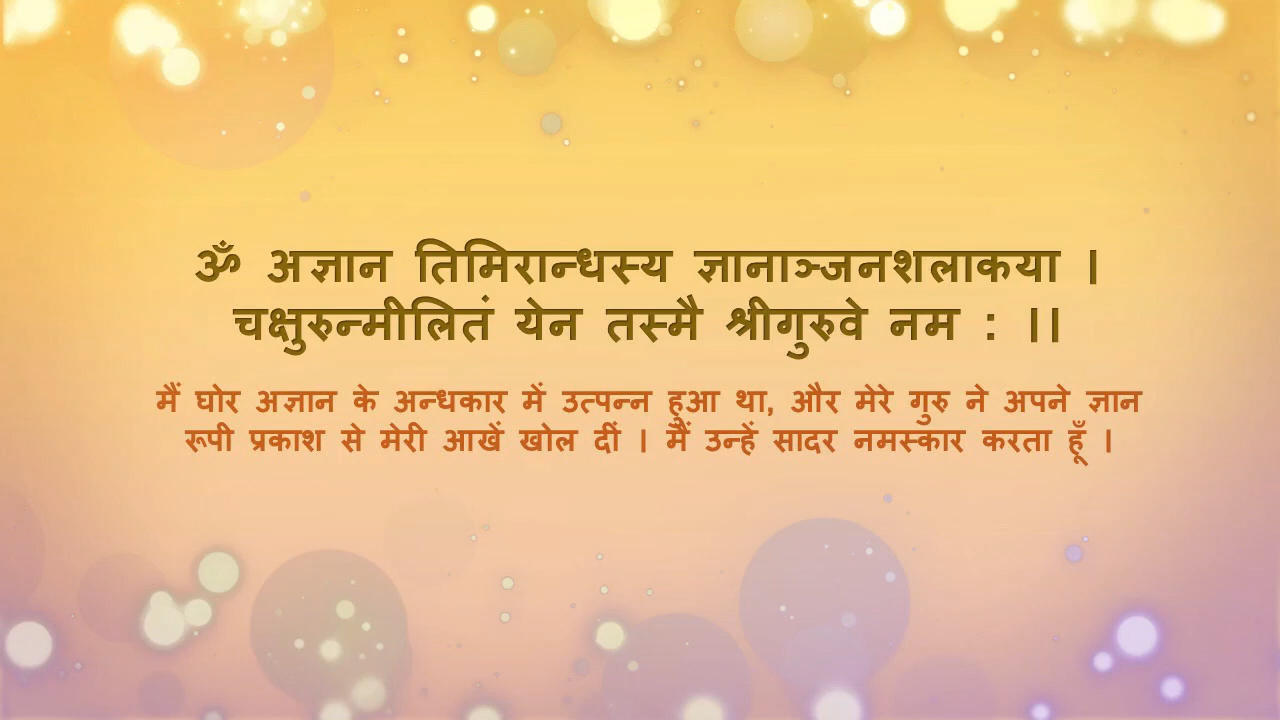 ॐ अज्ञान तिमिरान्धस्य ज्ञानाञ्जनशलाकया ।
चक्षुरुन्मीलितं येन तस्मै श्रीगुरुवे नम : ।।
मैं घोर अज्ञान के अन्धकार में उत्पन्न हुआ था, और मेरे गुरु ने अपने ज्ञान
रूपी प्रकाश से मेरी आखें खोल दीं । मैं उन्हें सादर नमस्कार करता हूँ ।